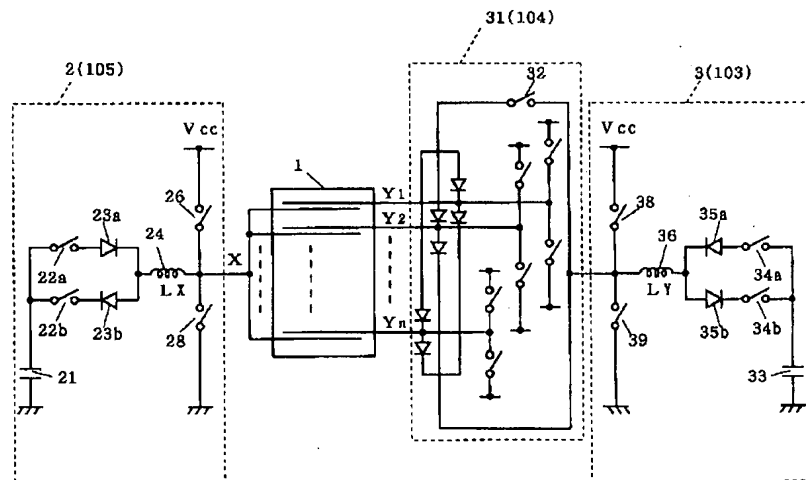 31(104)
2(105)
32
3(103)
Vcc
Vcc
1
Y1
26
38
23a
24
Y2
36
35a
X
22a
LX
LY
34a
22b
23b
28
Yn
39
35b
34b
21
33